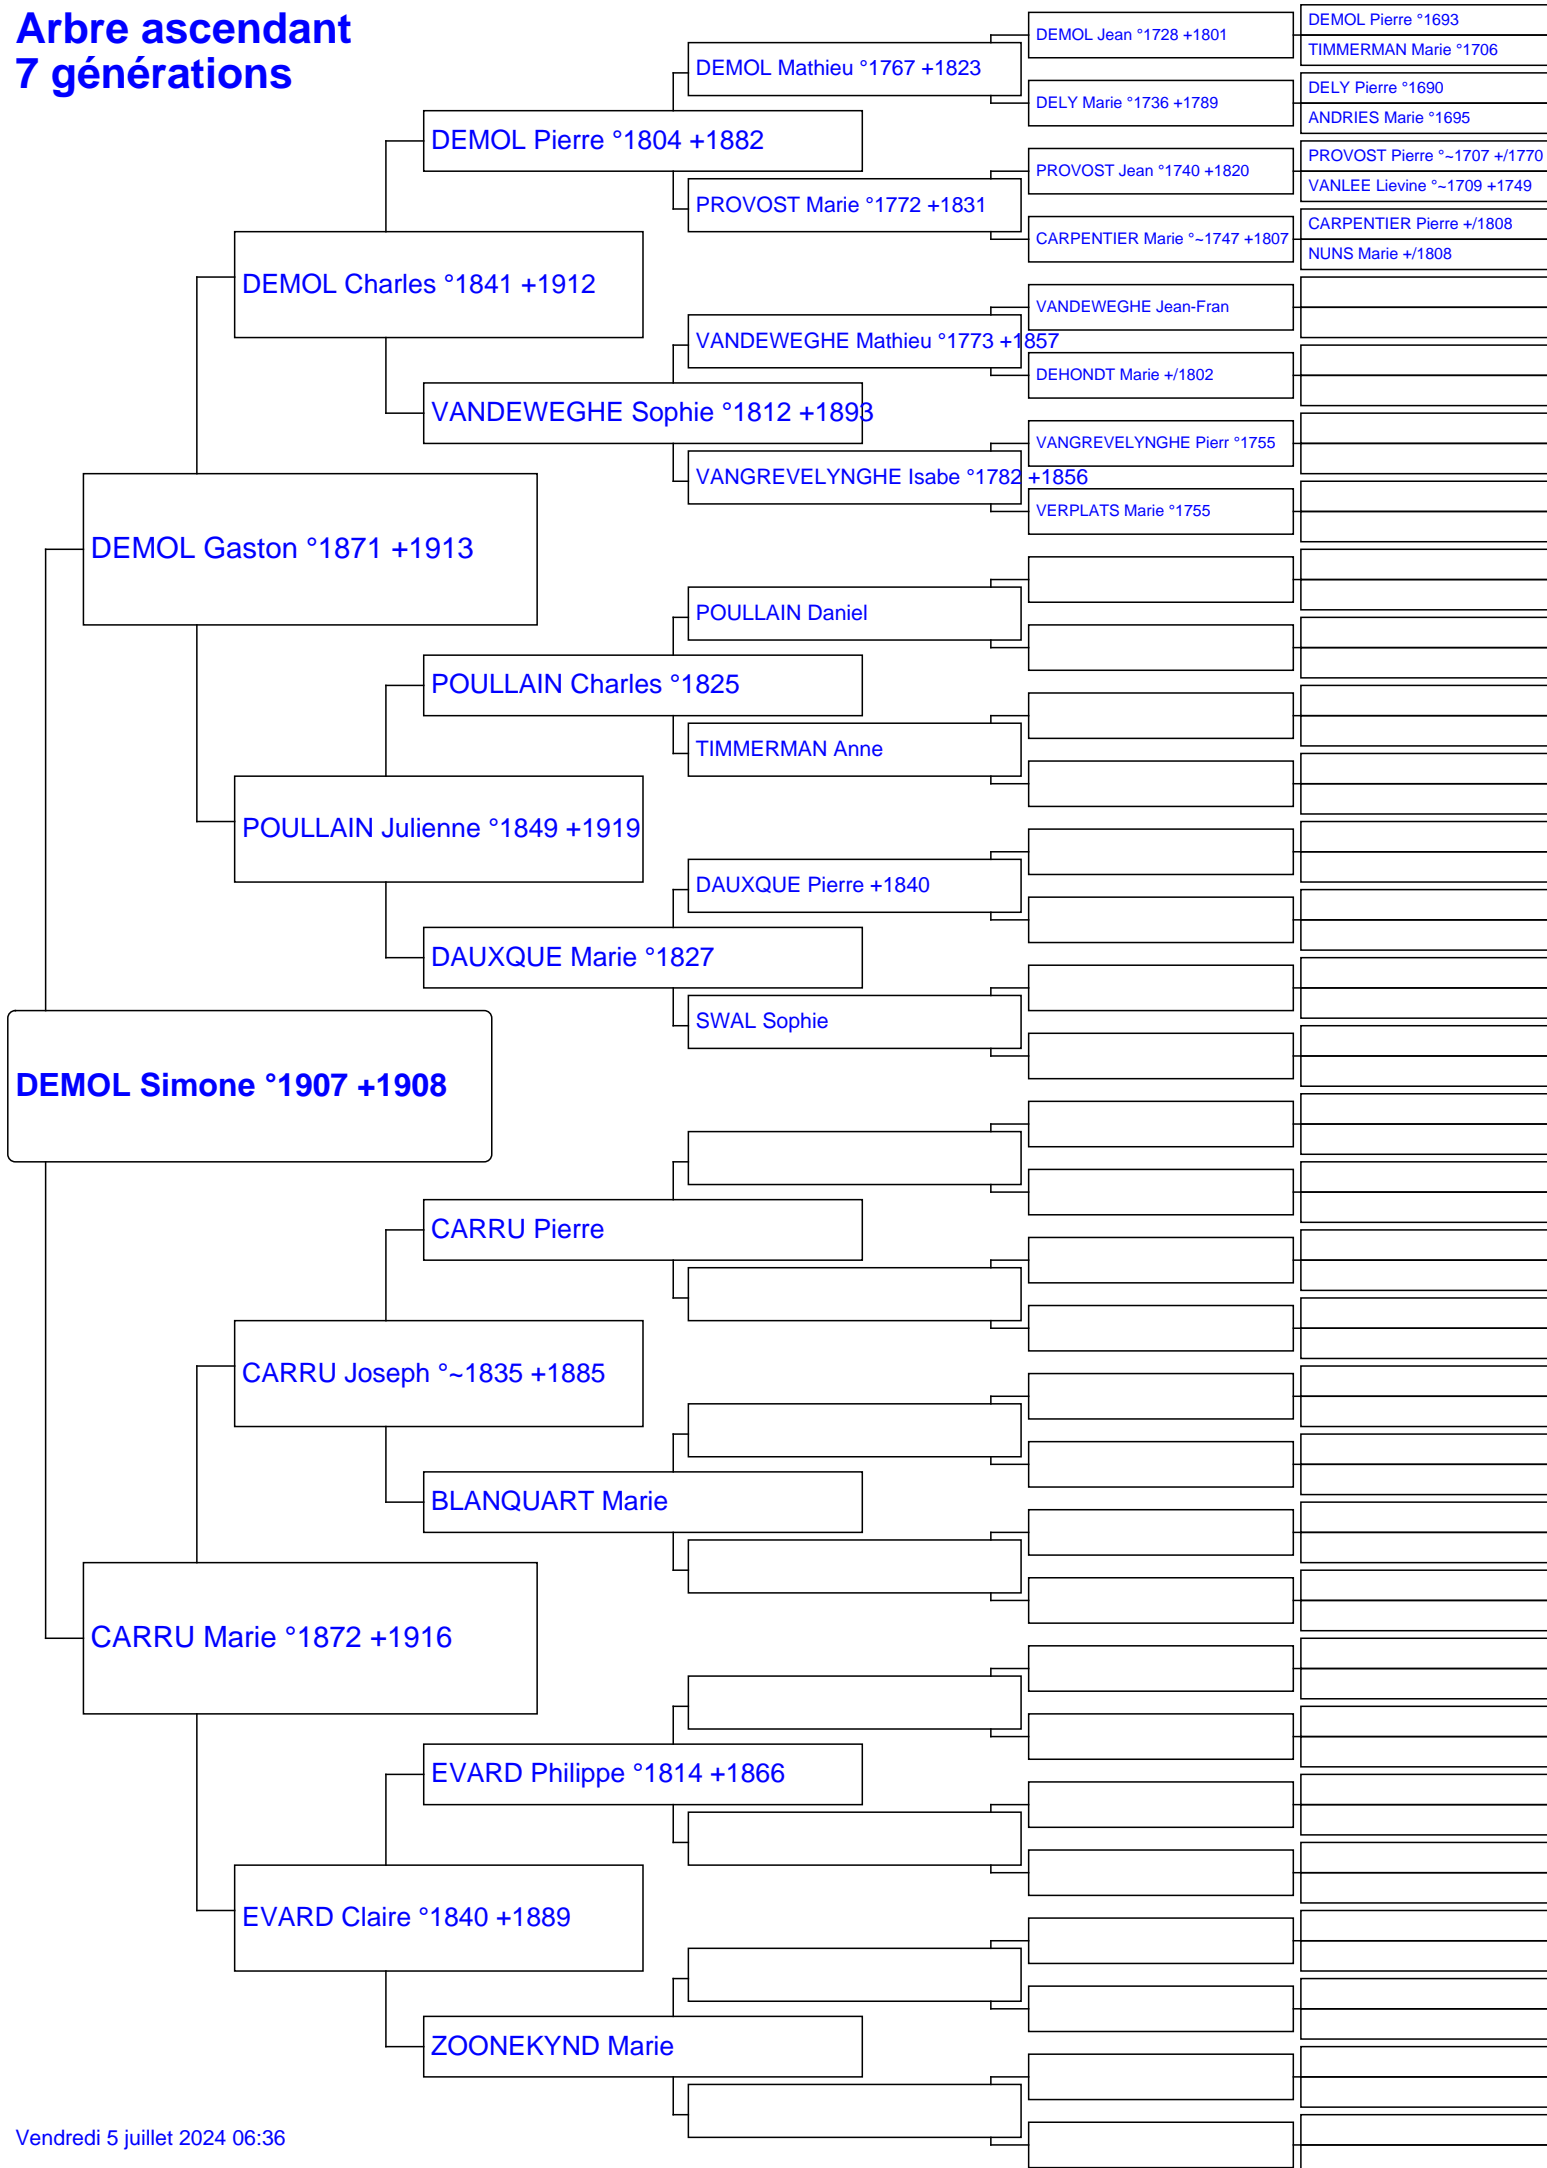 Arbre ascendant
7 générations
DEMOL Simone °1907 +1908
DEMOL Gaston °1871 +1913
CARRU Marie °1872 +1916
DEMOL Charles °1841 +1912
POULLAIN Julienne °1849 +1919
CARRU Joseph °~1835 +1885
EVARD Claire °1840 +1889
DEMOL Pierre °1804 +1882
VANDEWEGHE Sophie °1812 +1893
POULLAIN Charles °1825
DAUXQUE Marie °1827
CARRU Pierre
BLANQUART Marie
EVARD Philippe °1814 +1866
ZOONEKYND Marie
DEMOL Mathieu °1767 +1823
PROVOST Marie °1772 +1831
VANDEWEGHE Mathieu °1773 +1857
VANGREVELYNGHE Isabe °1782 +1856
POULLAIN Daniel
TIMMERMAN Anne
DAUXQUE Pierre +1840
SWAL Sophie
DEMOL Jean °1728 +1801
DELY Marie °1736 +1789
PROVOST Jean °1740 +1820
CARPENTIER Marie °~1747 +1807
VANDEWEGHE Jean-Fran
DEHONDT Marie +/1802
VANGREVELYNGHE Pierr °1755
VERPLATS Marie °1755
DEMOL Pierre °1693
TIMMERMAN Marie °1706
DELY Pierre °1690
ANDRIES Marie °1695
PROVOST Pierre °~1707 +/1770
VANLEE Lievine °~1709 +1749
CARPENTIER Pierre +/1808
NUNS Marie +/1808
Vendredi 5 juillet 2024 06:36